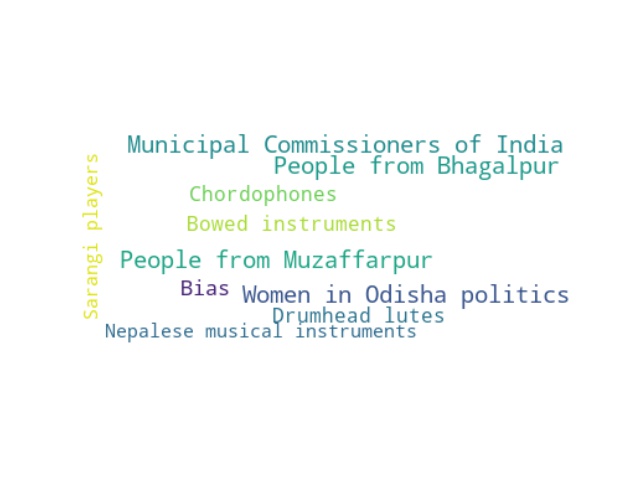 Municipal Commissioners of India
People from Bhagalpur
Sarangi players
Chordophones
Bowed instruments
People from Muzaffarpur
Bias
Women in Odisha politics
Drumhead lutes
Nepalese musical instruments